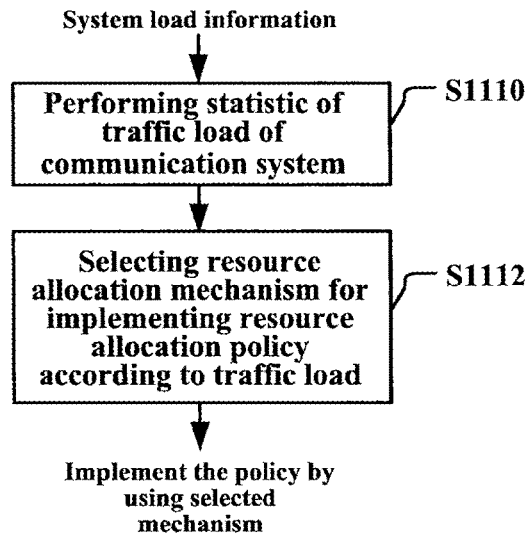 System load information
Performing statistic of
traffic load of
communication system
S1110
Selecting resource
allocation mechanism for
implementing resource
allocation policy
according to traffic load
S1112
Implement the policy by
using selected
mechanism